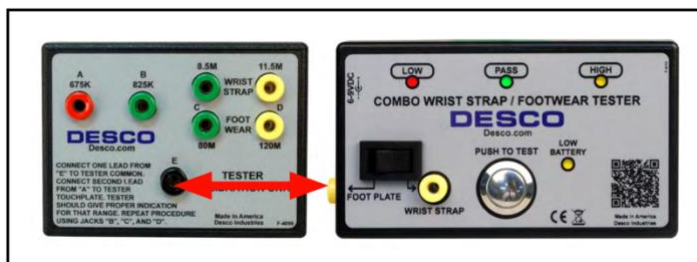 A
675K
B
825K
8.5M
11.5M
WRIST
STRAP
C
D
FOOT
WEAR
80M
120M
DESCO
Desco.com
CONNECT ONE LEAD FROM
"E" TO TESTER COMMON.
CONNECT SECOND LEAD
FROM "A" TO TESTER
TOUCHPLATE. TESTER
SHOULD GIVE PROPER INDICATION
FOR THAT RANGE. REPEAT PROCEDURE
USING JACKS "B", "C", AND "D".
E
TESTER
Made in America
Desco Industries
LOW
PASS
HIGH
6-9VDC
COMBO WRIST STRAP / FOOTWEAR TESTER
DESCO
Desco.com
PUSH TO TEST
LOW
BATTERY
FOOT PLATE
WRIST STRAP
CE
Made in America
Desco Industries